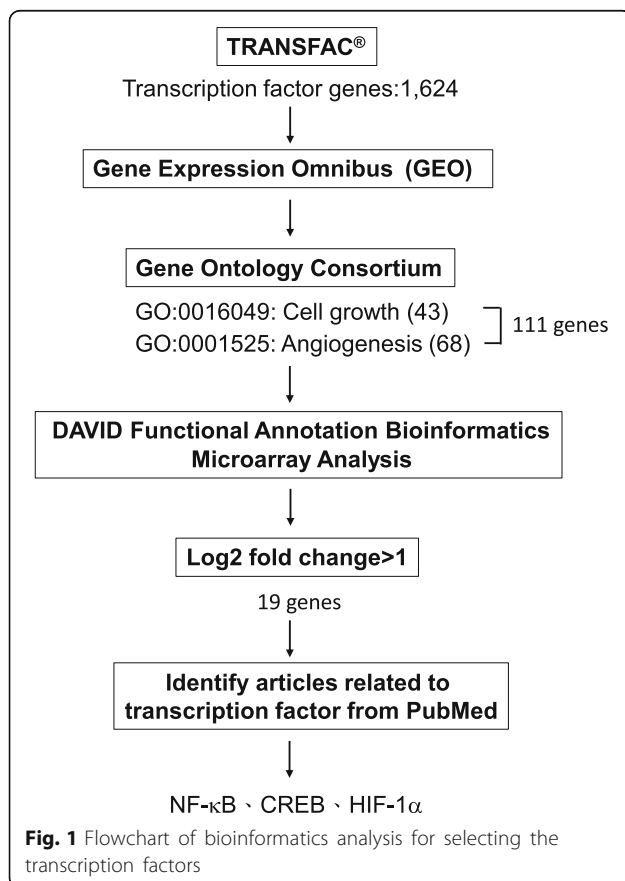 TRANSFAC®
Transcription factor genes:1,624
Gene Expression Omnibus (GEO)
Gene Ontology Consortium
GO:0016049: Cell growth (43)
GO:0001525: Angiogenesis (68)
111 genes
DAVID Functional Annotation Bioinformatics
Microarray Analysis
Log2 fold change>1
19 genes
Identify articles related to
transcription factor from PubMed
NF-κB、CREB、HIF-1α
Fig. 1 Flowchart of bioinformatics analysis for selecting the
transcription factors